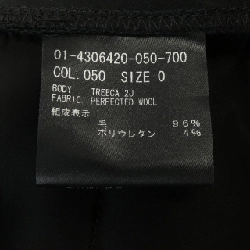 01-4306420-050-700
COL.050 SIZE 0
BODY TREECA 2J
FABRIC PERFECTED WOOL
組成表示
毛 96%
ポリウレタン 4%